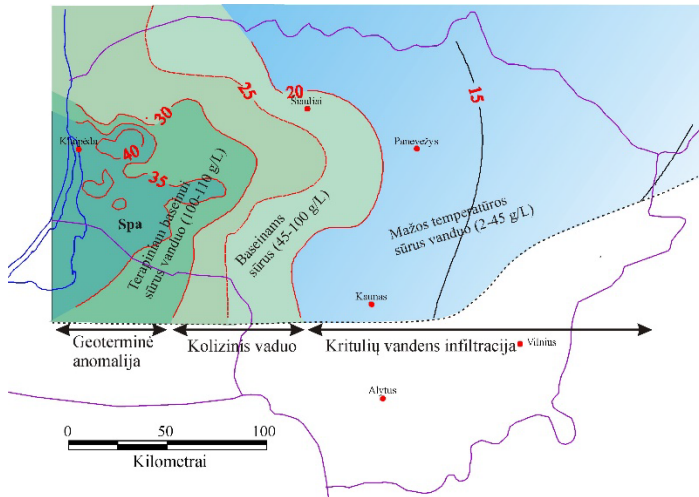 20
25
Šiauliai
15
30
Klaipėda
40
Panevėžys
35
Spa
Terapiniam baseinui
sūrus vanduo (100-110 g/L)
Baseinams
sūrus (45-100 g/L)
Mažos temperatūros
sūrus vanduo (2-45 g/L)
Kaunas
Geoterminė
anomalija
Kolizinis vaduo
Kritulių vandens infiltracija
Vilnius
Alytus
0 50 100
Kilometrai